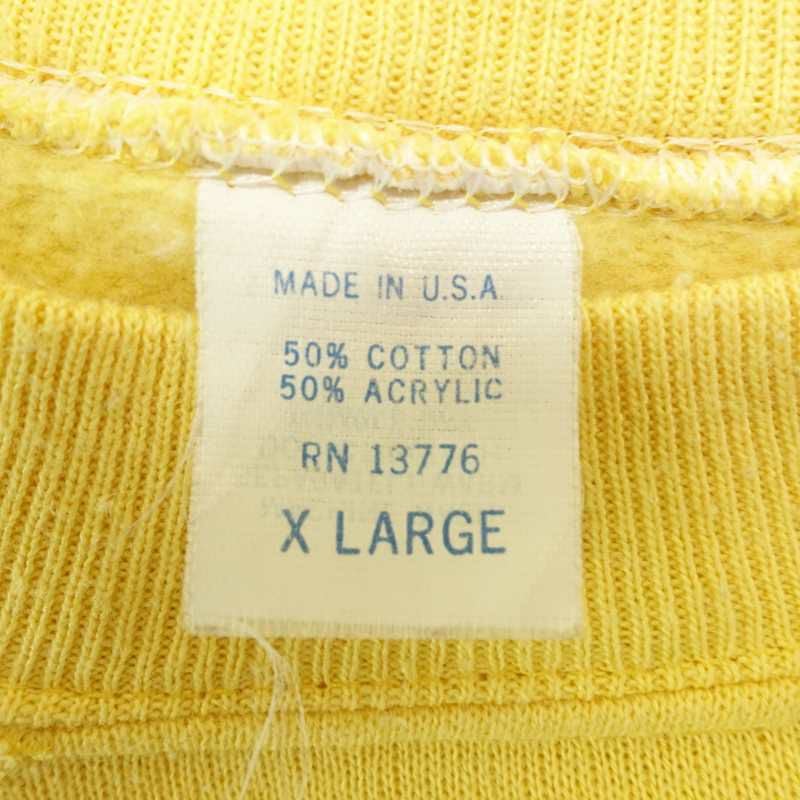 MADE IN U.S.A
50% COTTON
50% ACRYLIC
RN 13776
X LARGE